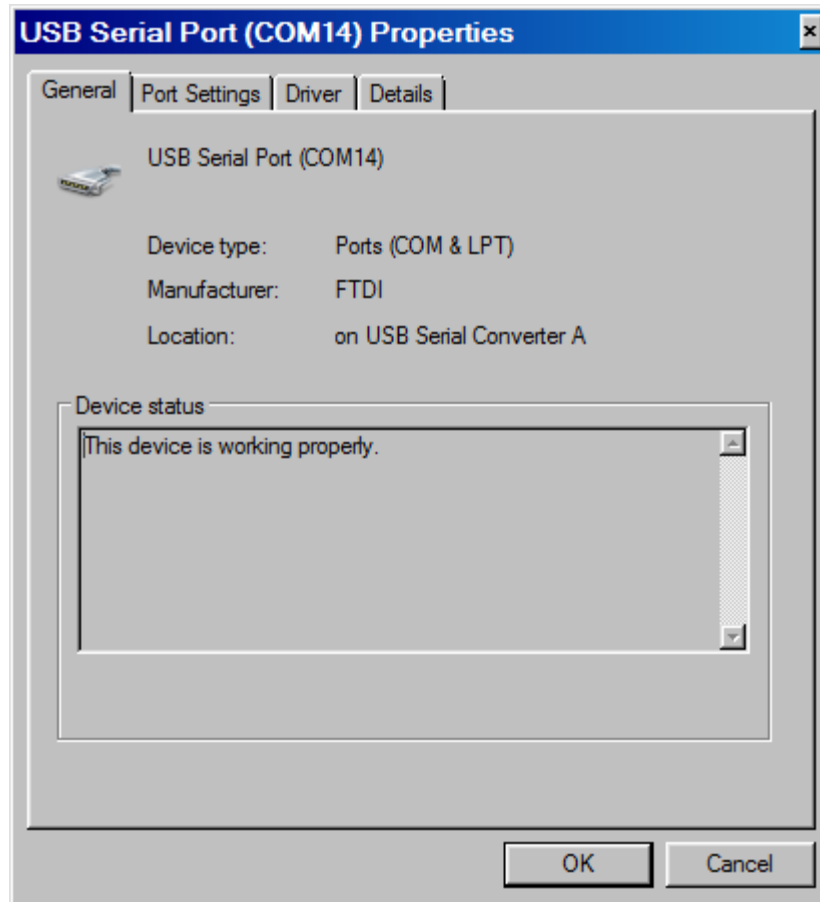 USB Serial Port (COM14) Properties
General Port Settings Driver Details
USB Serial Port (COM14)
Device type: Ports (COM & LPT)
Manufacturer: FTDI
Location: on USB Serial Converter A
Device status
This device is working properly.
OK Cancel